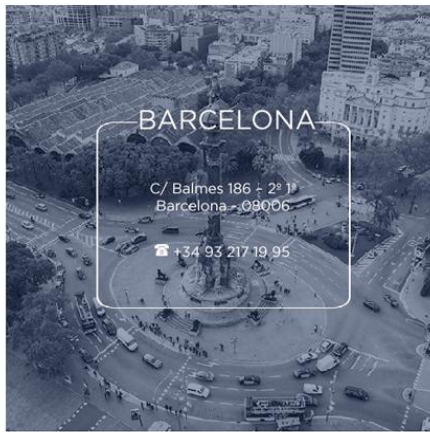 BARCELONA
C/ Balmes 186 - 2º 1ª
Barcelona - 08006
☎ +34 93 217 19 95